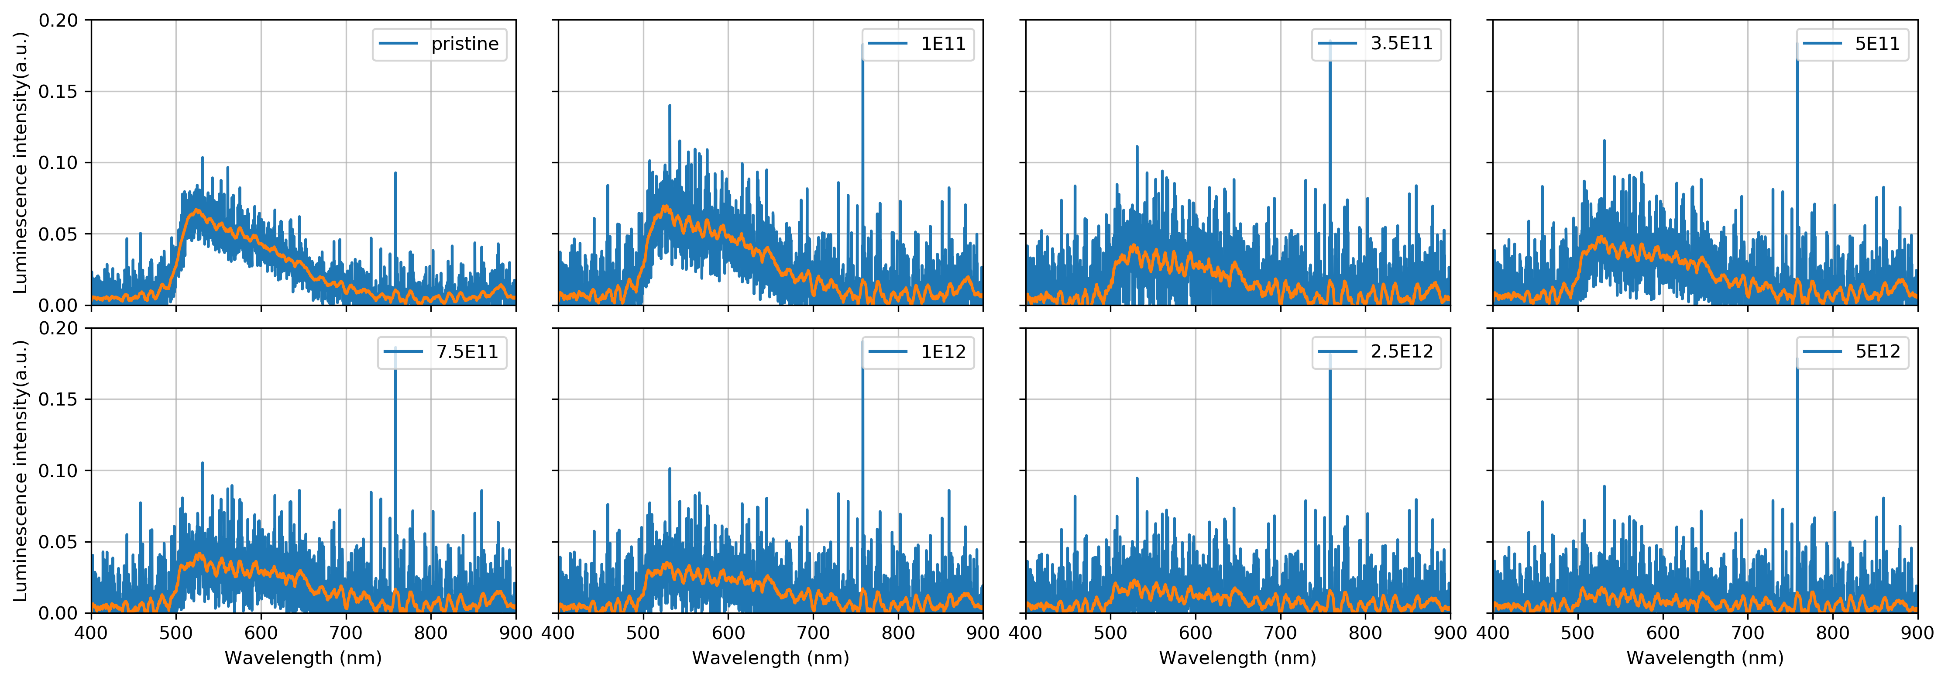 0.20
0.15
0.10
0.05
0.00
Luminescence intensity(a.u.)
pristine
1E11
3.5E11
5E11
0.20
0.15
0.10
0.05
0.00
Luminescence intensity(a.u.)
7.5E11
1E12
2.5E12
5E12
400 500 600 700 800 900
400 500 600 700 800 900
400 500 600 700 800 900
400 500 600 700 800 900
Wavelength (nm)
Wavelength (nm)
Wavelength (nm)
Wavelength (nm)